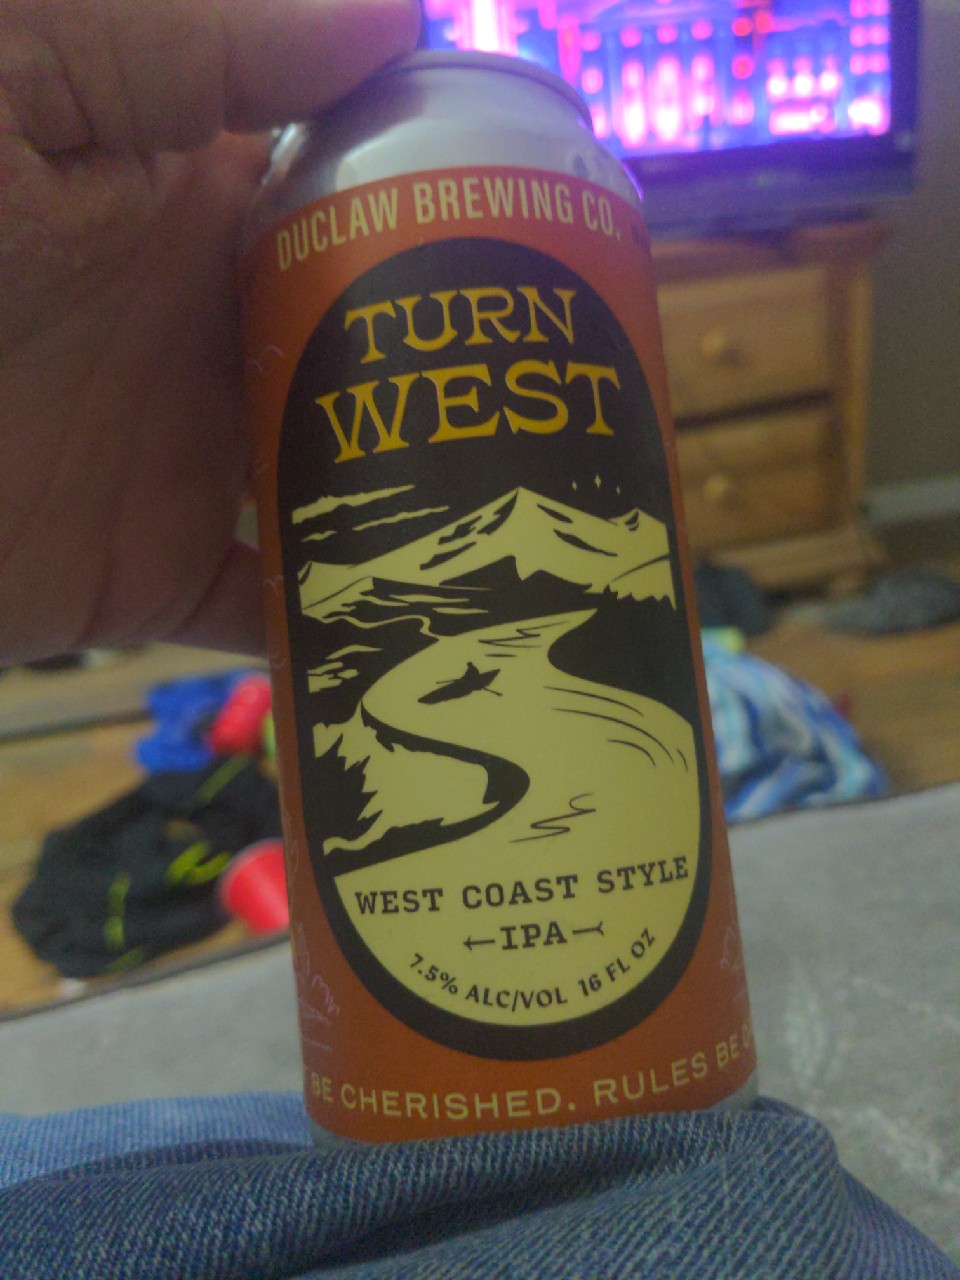 DUCLAW BREWING CO.
TURN
WEST
WEST COAST STYLE
IPA
7.5% ALC/VOL 16 FL OZ
BE CHERISHED. RULES BE